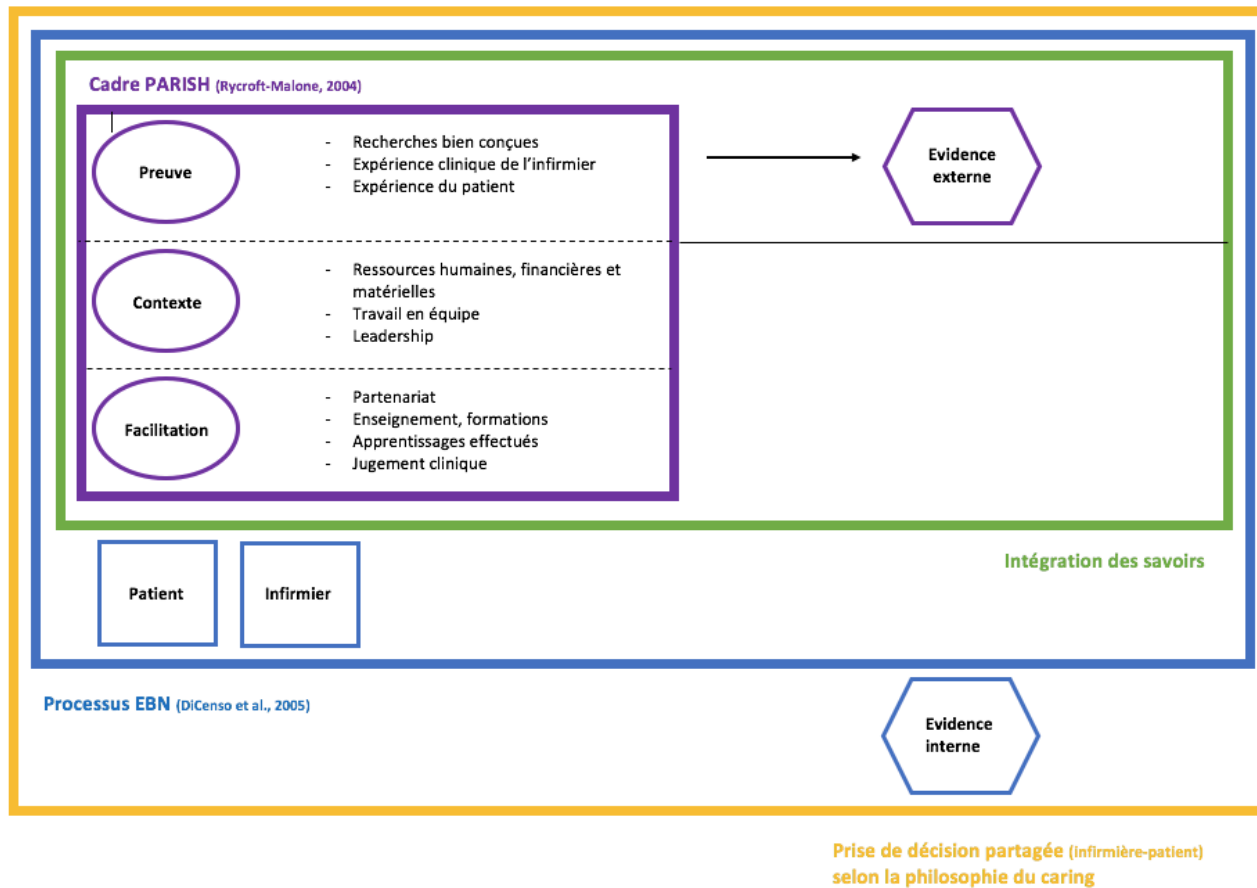 Cadre PARISH (Rycroft-Malone, 2004)
Preuve
- Recherches bien conçues
- Expérience clinique de l'infirmier
- Expérience du patient
Evidence
externe
Contexte
- Ressources humaines, financières et
matérielles
- Travail en équipe
- Leadership
Facilitation
- Partenariat
- Enseignement, formations
- Apprentissages effectués
- Jugement clinique
Intégration des savoirs
Patient
Infirmier
Processus EBN (DiCenso et al., 2005)
Evidence
interne
Prise de décision partagée (infirmière-patient)
selon la philosophie du caring